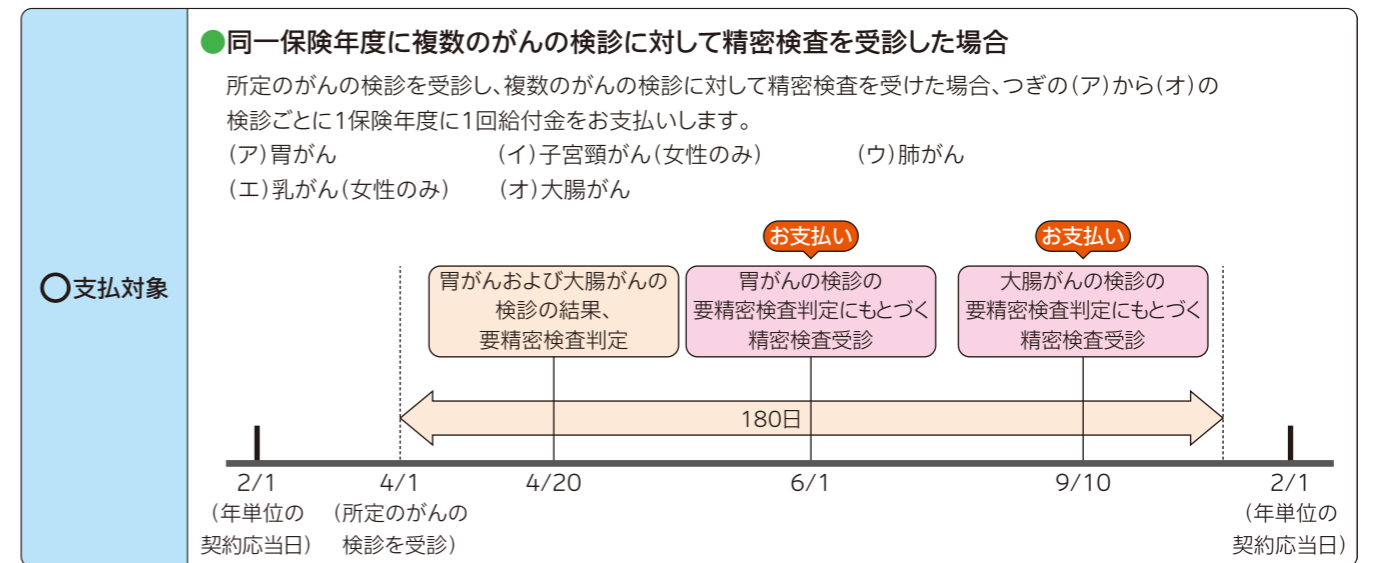 ●同一保険年度に複数のがんの検診に対して精密検査を受診した場合
所定のがんの検診を受診し、複数のがんの検診に対して精密検査を受けた場合、つぎの(ア)から(オ)の
検診ごとに1保険年度に1回給付金をお支払いします。
(ア)胃がん (イ)子宮頸がん(女性のみ) (ウ)肺がん
(エ)乳がん(女性のみ) (オ)大腸がん
○支払対象
お支払い お支払い
胃がんおよび大腸がんの
検診の結果、
要精密検査判定
胃がんの検診の
要精密検査判定にもとづく
精密検査受診
大腸がんの検診の
要精密検査判定にもとづく
精密検査受診
180日
2/1 4/1 4/20 6/1 9/10 2/1
(年単位の
契約応当日)
(所定のがんの
検診を受診)
(年単位の
契約応当日)